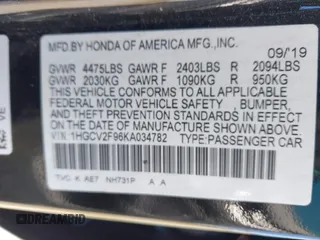 MFD.BY HONDA OF AMERICA MFG.,INC. 09/'19
GVWR 4475LBS GAWR F 2403LBS R 2094LBS
GVWR 2030KG GAWR F 1090KG R 950KG
THIS VEHICLE CONFORMS TO ALL APPLICABLE
FEDERAL MOTOR VEHICLE SAFETY, BUMPER,
AND THEFT PREVENTION STANDARDS IN EFFECT
ON THE DATE OF MANUFACTURE SHOWN ABOVE.
V.I.N.: 1HGCV2F96KA034782 TYPE:PASSENGER CAR
TVC-K AE7 NH731P A A
DREAMBID